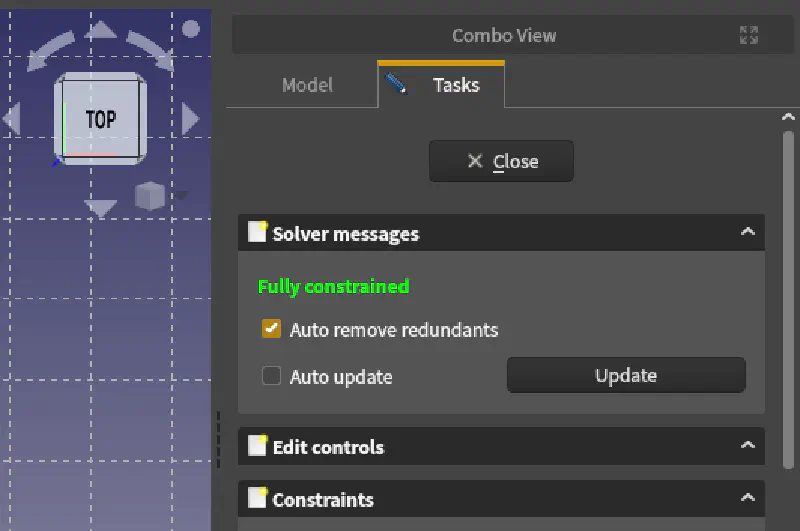 Combo View
Model
Tasks
TOP
Close
Solver messages
Fully constrained
Auto remove redundants
Auto update
Update
Edit controls
Constraints